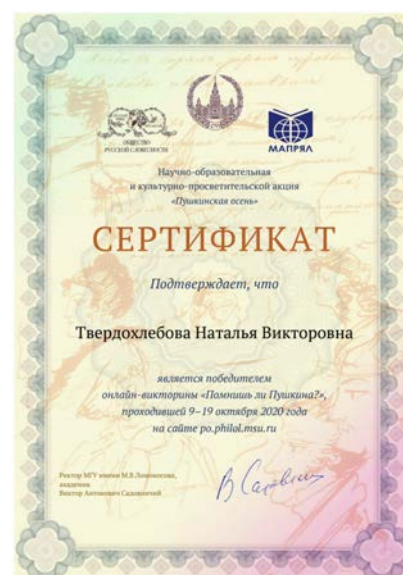 ОБЩЕСТВО
РУССКОЙ СЛОВЕСНОСТИ
МАПРЯЛ
Научно-образовательная
и культурно-просветительской акция
«Пушкинская осень»
СЕРТИФИКАТ
Подтверждает, что
Твердохлебова Наталья Викторовна
является победителем
онлайн-викторины «Помнишь ли Пушкина?»,
проходившей 9–19 октября 2020 года
на сайте po.philol.msu.ru
Ректор МГУ имени М.В.Ломоносова,
академик
Виктор Антонович Садовничий